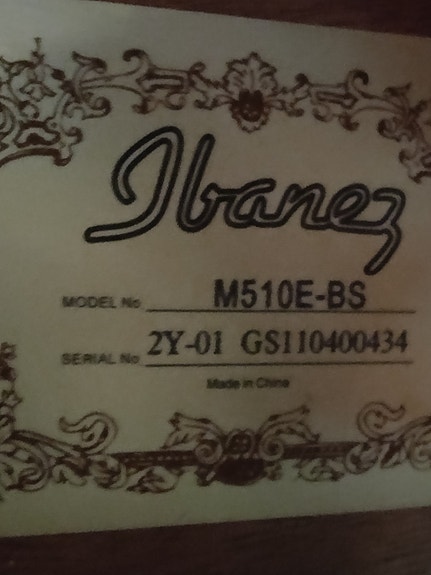 Ibanez
MODEL No M510E-BS
SERIAL No 2Y-01 GS110400434
Made in China